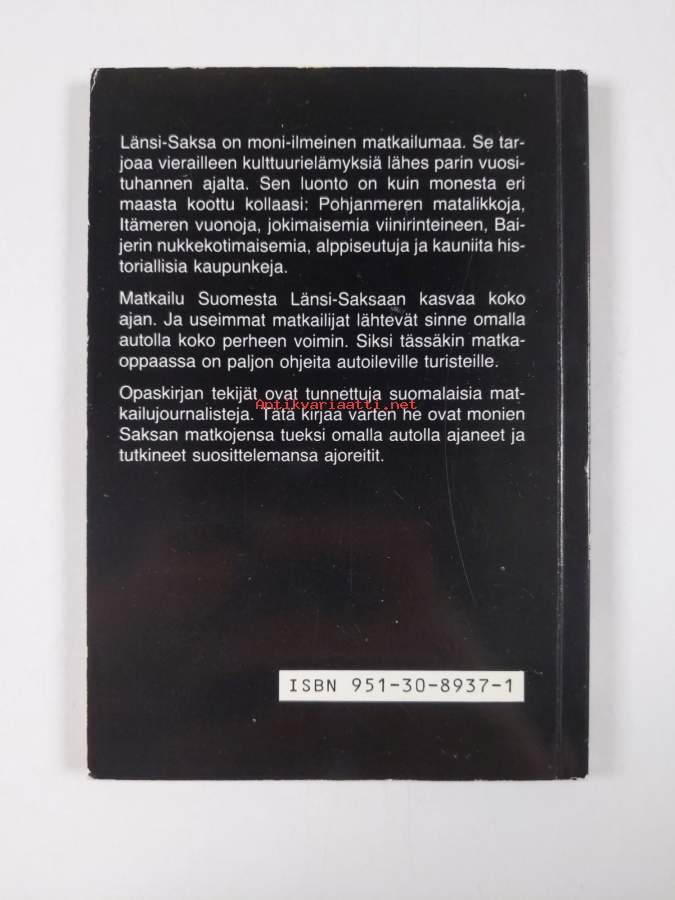 Länsi-Saksa on moni-ilmeinen matkailumaa. Se tar-
joaa vierailleen kulttuurielämyksiä lähes parin vuosi-
tuhannen ajalta. Sen luonto on kuin monesta eri
maasta koottu kollaasi: Pohjanmeren matalikkoja,
Itämeren vuonoja, jokimaisemia viinirinteineen, Bai-
jerin nukkekotimaisemia, alppiseutuja ja kauniita his-
toriallisia kaupunkeja.
Matkailu Suomesta Länsi-Saksaan kasvaa koko
ajan. Ja useimmat matkailijat lähtevät sinne omalla
autolla koko perheen voimin. Siksi tässäkin matka-
oppaassa on paljon ohjeita autoileville turisteille.
Opaskirjan tekijät ovat tunnettuja suomalaisia mat-
kailujournalisteja. Tätä kirjaa varten he ovat monien
Antikvariaatti.net
Saksan matkojensa tueksi omalla autolla ajaneet ja
tutkineet suosittelemansa ajoreitit.
ISBN 951-30-8937-1